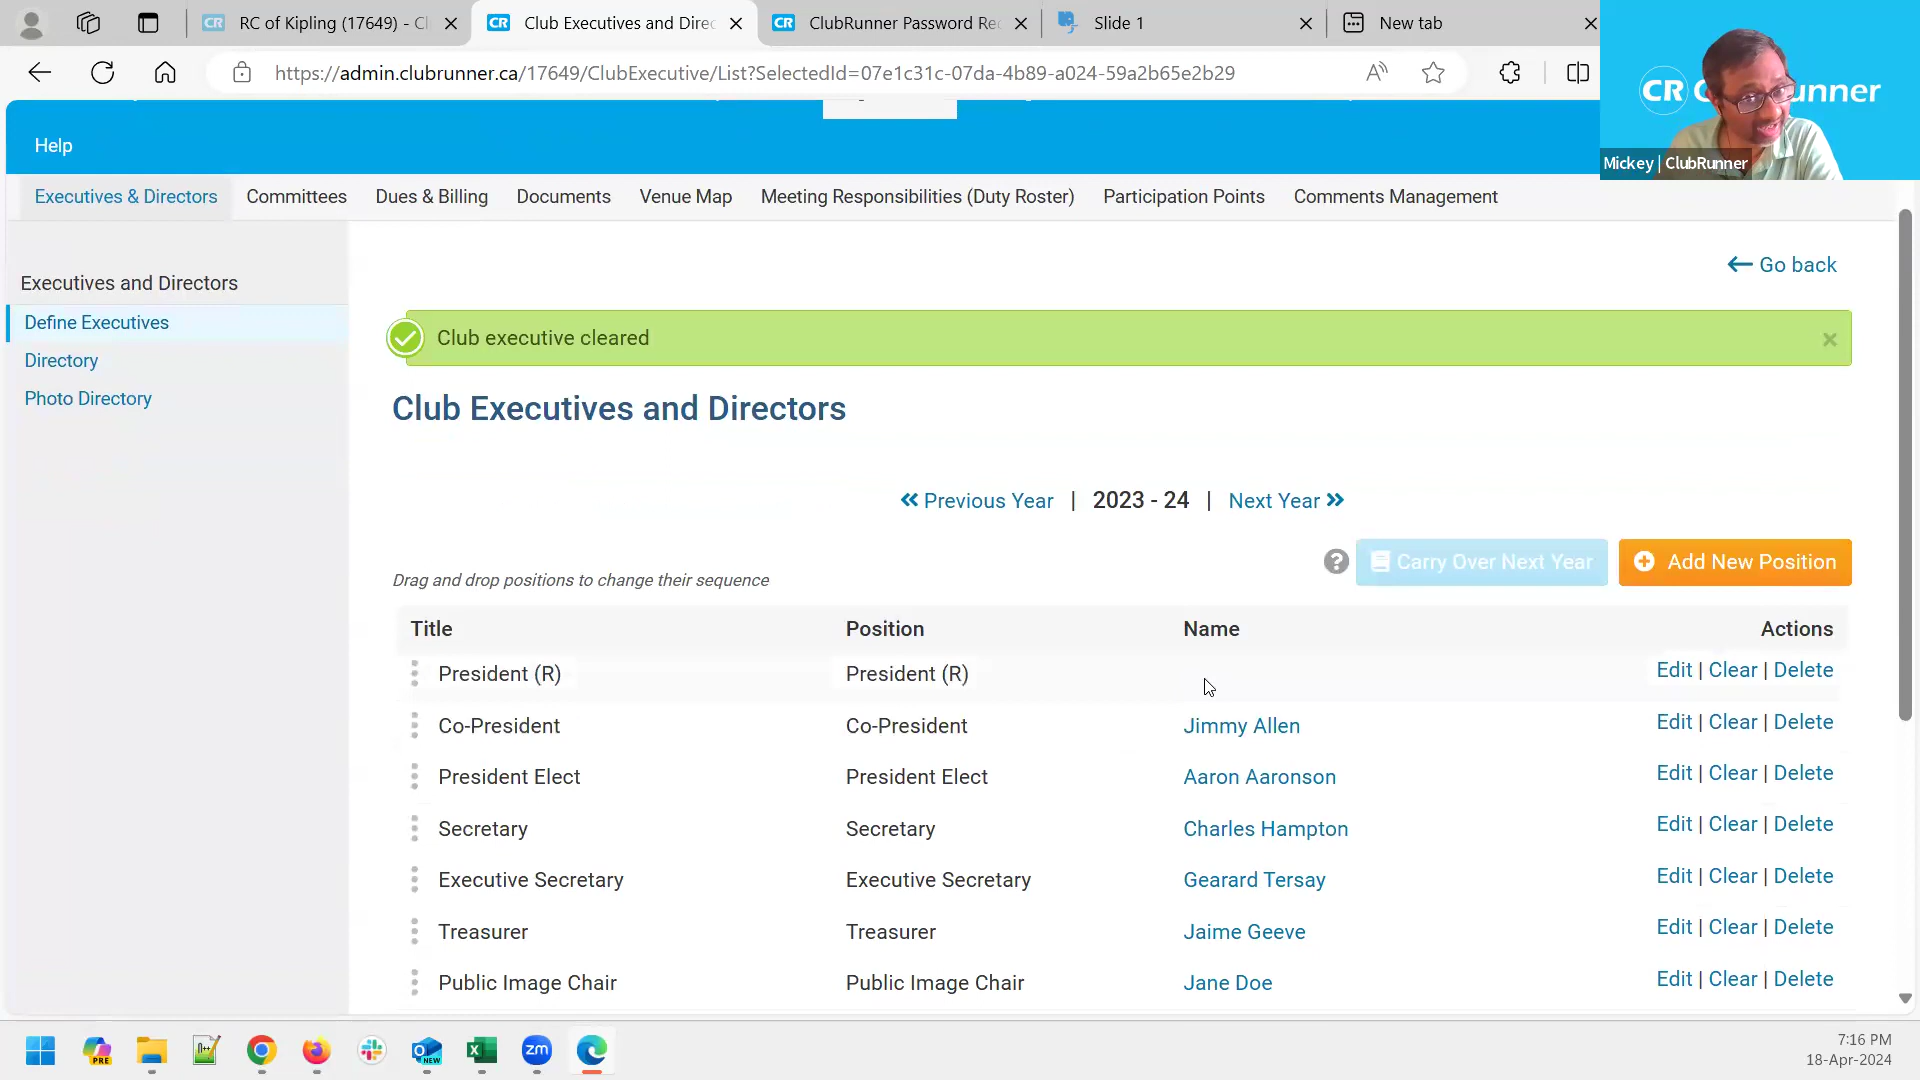 RC of Kipling (17649) - Cl
Club Executives and Direc
ClubRunner Password Rec
Slide 1
New tab
https://admin.clubrunner.ca/17649/ClubExecutive/List?SelectedId=07e1c31c-07da-4b89-a024-59a2b65e2b29
CR C unner
Mickey | ClubRunner
Help
Executives & Directors Committees Dues & Billing Documents Venue Map Meeting Responsibilities (Duty Roster) Participation Points Comments Management
Executives and Directors
Define Executives
Directory
Photo Directory
Go back
Club executive cleared
Club Executives and Directors
Previous Year | 2023 - 24 | Next Year
Drag and drop positions to change their sequence
? Carry Over Next Year Add New Position
Title Position Name Actions
President (R) President (R) Edit | Clear | Delete
Co-President Co-President Jimmy Allen Edit | Clear | Delete
President Elect President Elect Aaron Aaronson Edit | Clear | Delete
Secretary Secretary Charles Hampton Edit | Clear | Delete
Executive Secretary Executive Secretary Gearard Tersay Edit | Clear | Delete
Treasurer Treasurer Jaime Geeve Edit | Clear | Delete
Public Image Chair Public Image Chair Jane Doe Edit | Clear | Delete
7:16 PM
18-Apr-2024